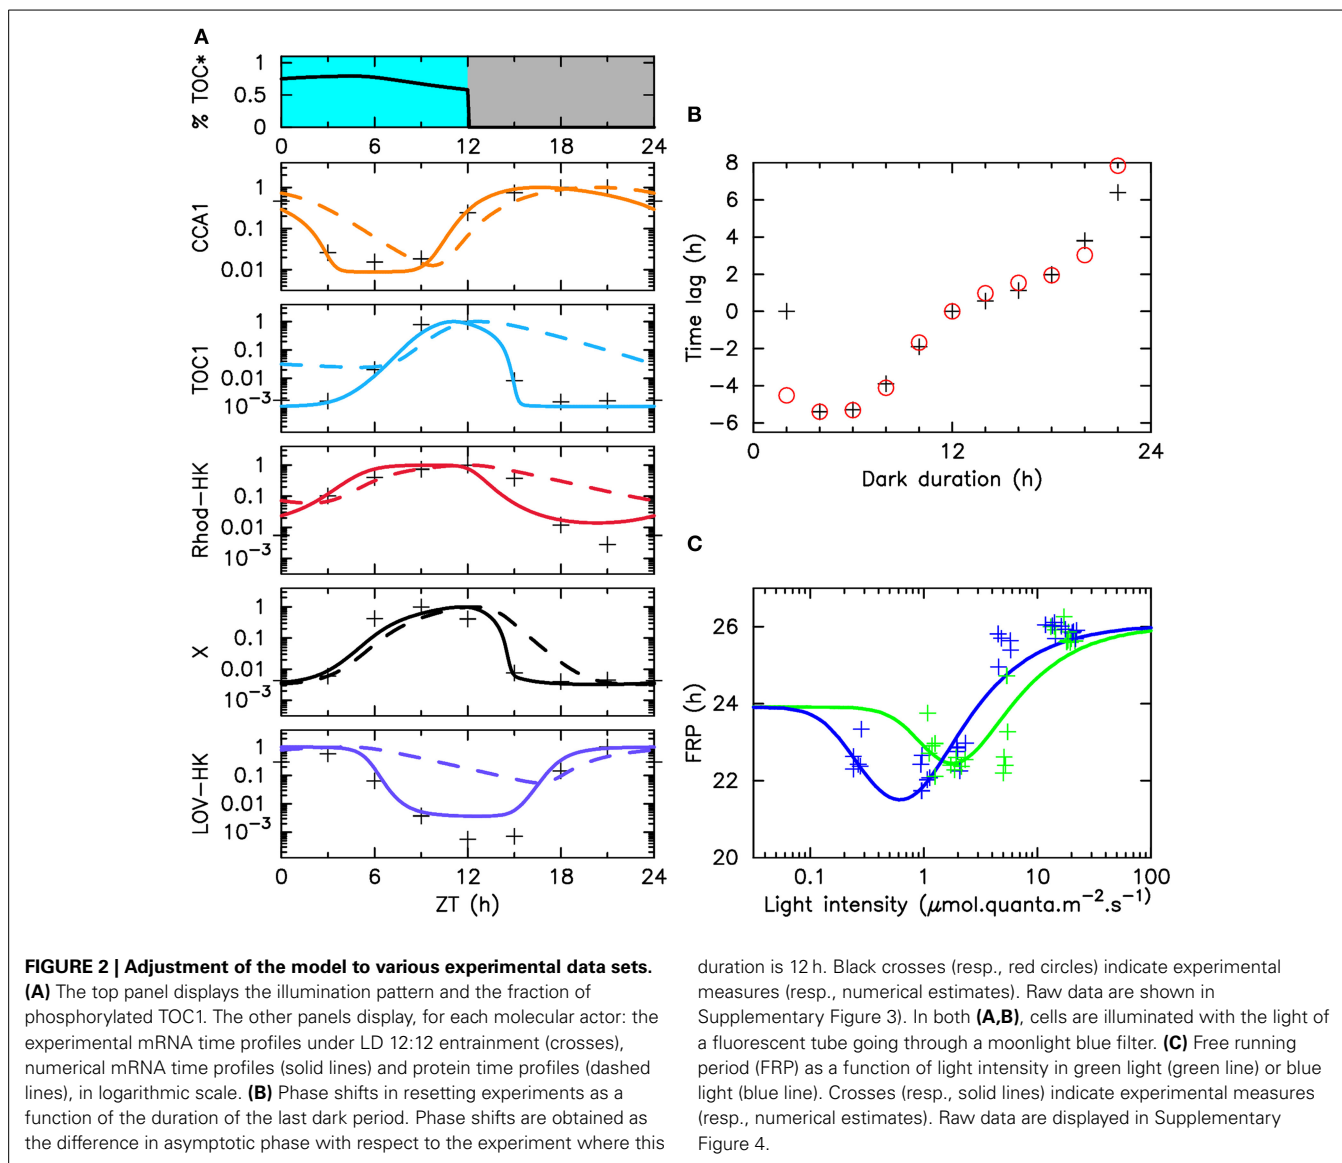 A
% TOC*
1
0.5
0
0 6 12 18 24
CCA1
1
0.1
0.01
TOC1
1
0.1
0.01
10−3
Rhod−HK
1
0.1
0.01
10−3
X
1
0.1
0.01
10−3
LOV−HK
1
0.1
0.01
10−3
0 6 12 18 24
ZT (h)
B
Time lag (h)
8
6
4
2
0
−2
−4
−6
0 12 24
Dark duration (h)
C
FRP (h)
26
24
22
20
0.1 1 10 100
Light intensity (μmol.quanta.m−2.s−1)
FIGURE 2 | Adjustment of the model to various experimental data sets.
(A) The top panel displays the illumination pattern and the fraction of
phosphorylated TOC1. The other panels display, for each molecular actor: the
experimental mRNA time profiles under LD 12:12 entrainment (crosses),
numerical mRNA time profiles (solid lines) and protein time profiles (dashed
lines), in logarithmic scale. (B) Phase shifts in resetting experiments as a
function of the duration of the last dark period. Phase shifts are obtained as
the difference in asymptotic phase with respect to the experiment where this
duration is 12 h. Black crosses (resp., red circles) indicate experimental
measures (resp., numerical estimates). Raw data are shown in
Supplementary Figure 3). In both (A,B), cells are illuminated with the light of
a fluorescent tube going through a moonlight blue filter. (C) Free running
period (FRP) as a function of light intensity in green light (green line) or blue
light (blue line). Crosses (resp., solid lines) indicate experimental measures
(resp., numerical estimates). Raw data are displayed in Supplementary
Figure 4.